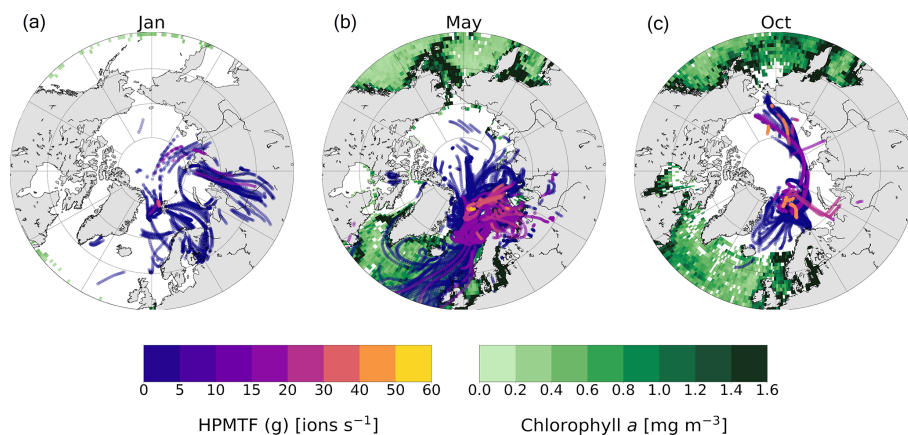 (a) Jan (b) May (c) Oct
0 5 10 15 20 30 40 50 60 0.0 0.2 0.4 0.6 0.8 1.0 1.2 1.4 1.6
HPMTF (g) [ions s⁻¹] Chlorophyll a [mg m⁻³]